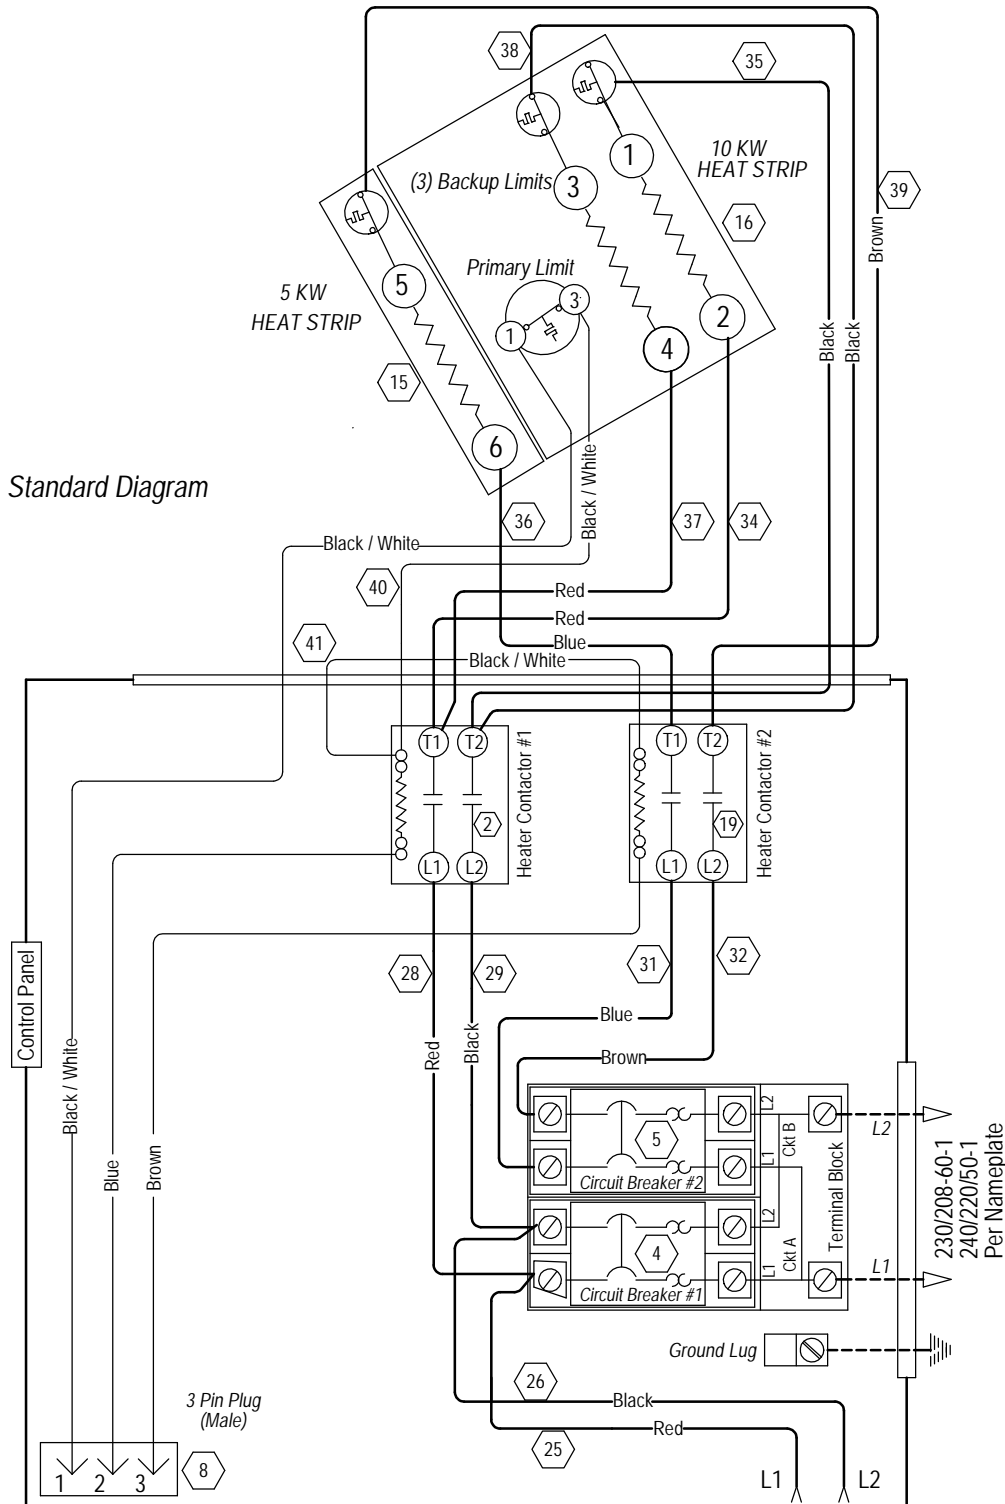 38
35
10 KW
HEAT STRIP
1
(3) Backup Limits
3
39
16
Brown
5 KW
HEAT STRIP
5
Primary Limit
3
1
2
4
Black
Black
15
6
Standard Diagram
36
Black / White
37
34
Black / White
40
Red
Red
Blue
41
Black / White
T1
T2
Heater Contactor #1
2
L1
L2
T1
T2
Heater Contactor #2
19
L1
L2
Control Panel
28
29
31
32
Blue
Brown
Red
Black
Black / White
Blue
Brown
5
Circuit Breaker #2
L2
L1
Ckt B
4
Circuit Breaker #1
L2
L1
Ckt A
Terminal Block
L2
L1
230/208-60-1
240/220/50-1
Per Nameplate
Ground Lug
26
Black
25
Red
3 Pin Plug
(Male)
1 2 3
8
L1 L2